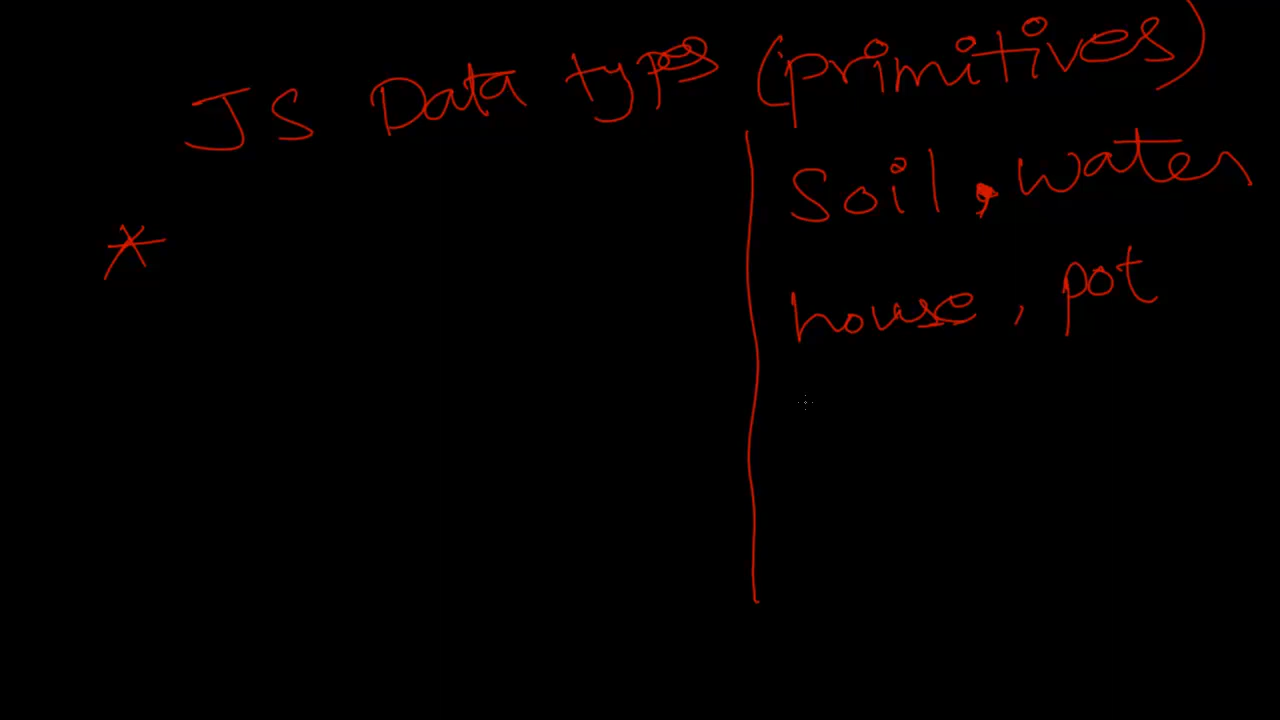 JS Data types (primitives)
Soil, water
house, pot
*